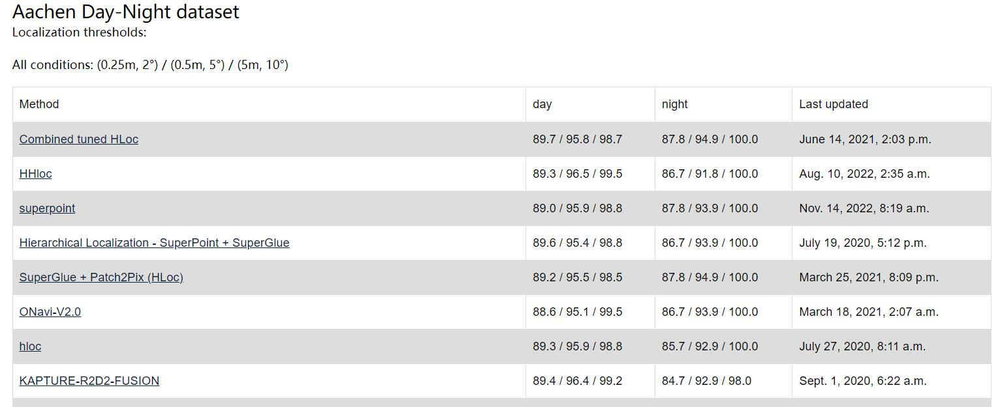 Aachen Day-Night dataset
Localization thresholds:
All conditions: (0.25m, 2°) / (0.5m, 5°) / (5m, 10°)
Method day night Last updated
Combined tuned HLoc 89.7 / 95.8 / 98.7 87.8 / 94.9 / 100.0 June 14, 2021, 2:03 p.m.
HHloc 89.3 / 96.5 / 99.5 86.7 / 91.8 / 100.0 Aug. 10, 2022, 2:35 a.m.
superpoint 89.0 / 95.9 / 98.8 87.8 / 93.9 / 100.0 Nov. 14, 2022, 8:19 a.m.
Hierarchical Localization - SuperPoint + SuperGlue 89.6 / 95.4 / 98.8 86.7 / 93.9 / 100.0 July 19, 2020, 5:12 p.m.
SuperGlue + Patch2Pix (HLoc) 89.2 / 95.5 / 98.5 87.8 / 94.9 / 100.0 March 25, 2021, 8:09 p.m.
ONavi-V2.0 88.6 / 95.1 / 99.5 86.7 / 93.9 / 100.0 March 18, 2021, 2:07 a.m.
hloc 89.3 / 95.9 / 98.8 85.7 / 92.9 / 100.0 July 27, 2020, 8:11 a.m.
KAPTURE-R2D2-FUSION 89.4 / 96.4 / 99.2 84.7 / 92.9 / 98.0 Sept. 1, 2020, 6:22 a.m.